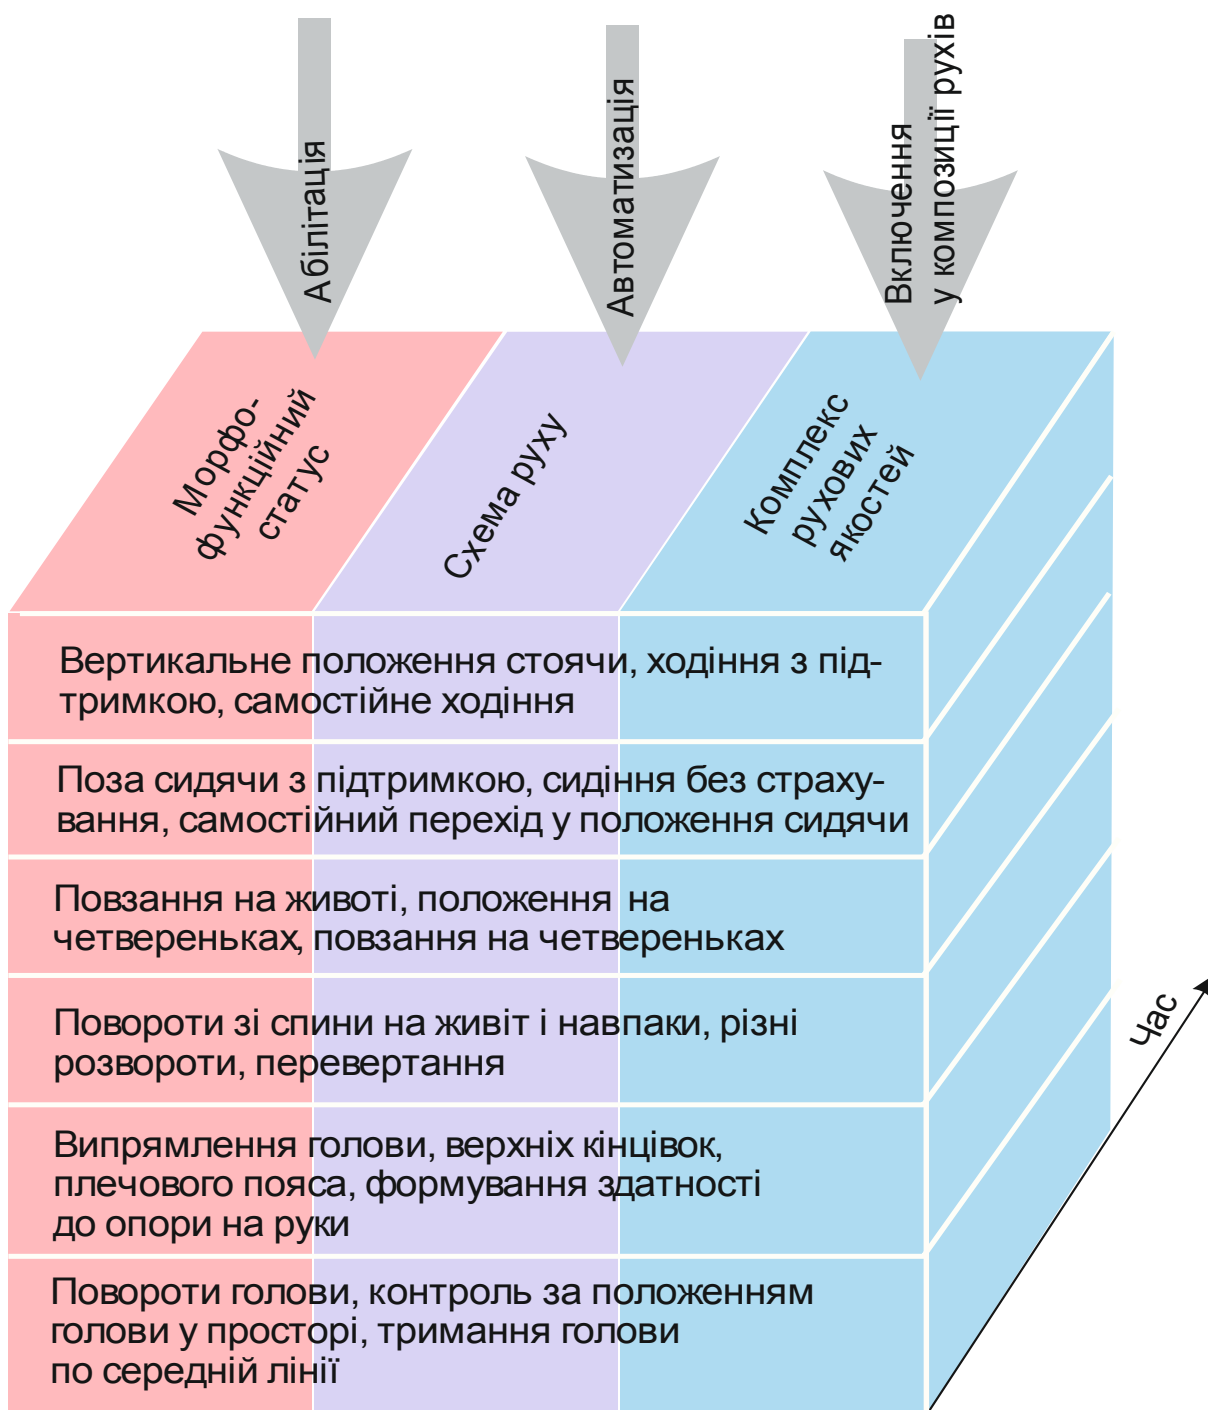 Абілітація
Автоматизація
Включення
у композиції рухів
Морфо-
функційний
статус
Схема руху
Комплекс
рухових
якостей
Вертикальне положення стоячи, ходіння з під-
тримкою, самостійне ходіння
Поза сидячи з підтримкою, сидіння без страху-
вання, самостійний перехід у положення сидячи
Повзання на животі, положення на
четвереньках, повзання на четвереньках
Повороти зі спини на живіт і навпаки, різні
розвороти, перевертання
Випрямлення голови, верхніх кінцівок,
плечового пояса, формування здатності
до опори на руки
Повороти голови, контроль за положенням
голови у просторі, тримання голови
по середній лінії
Час